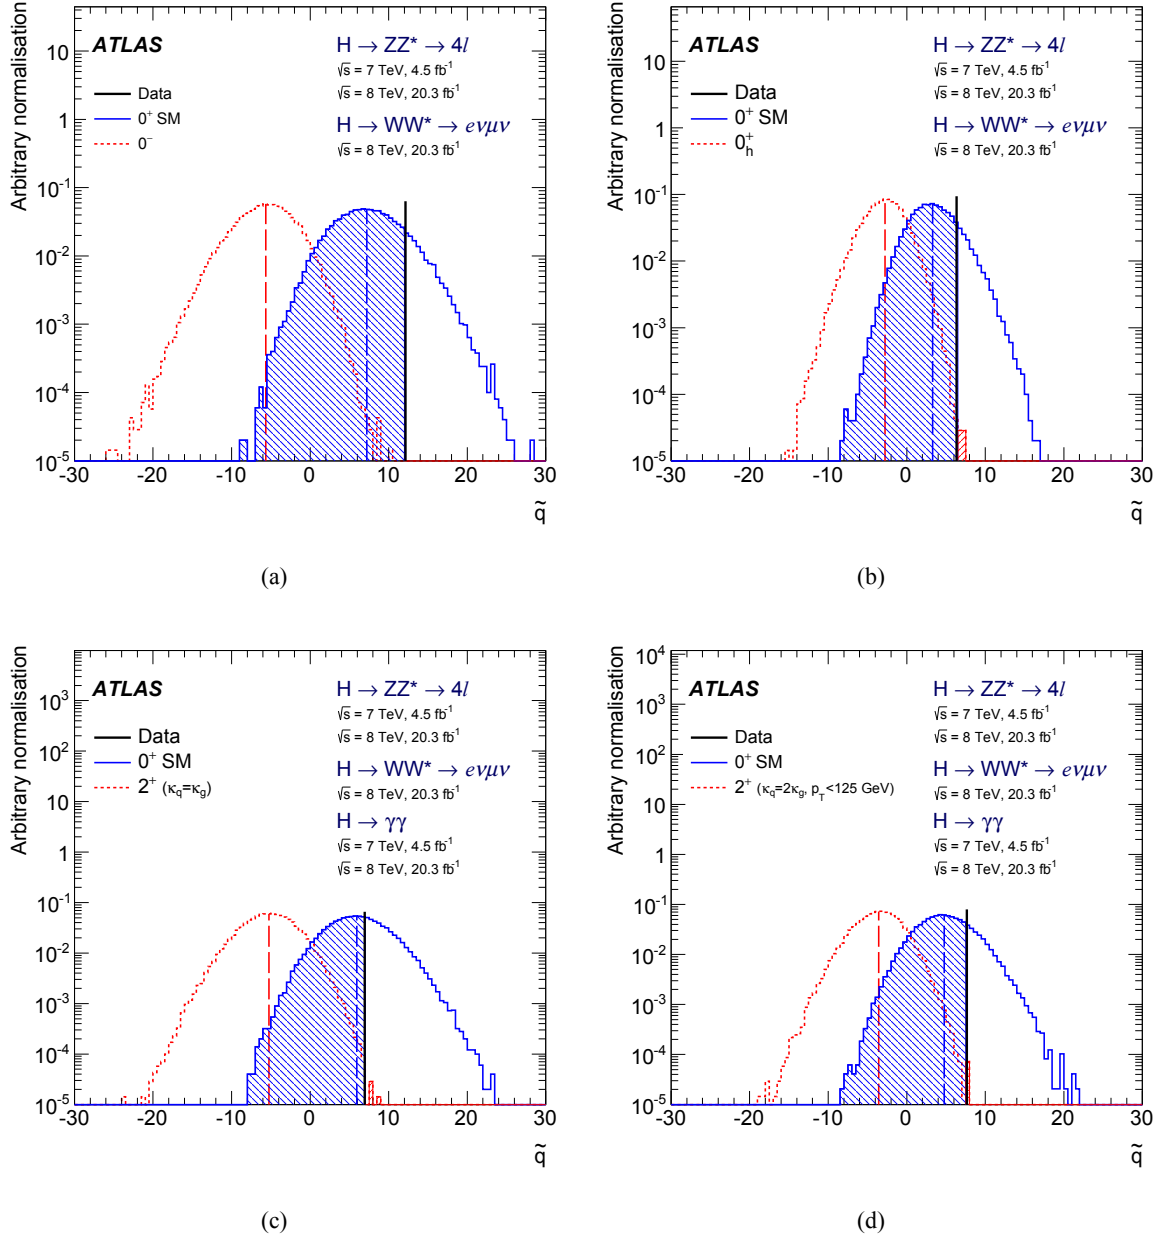 Arbitrary normalisation
ATLAS
H → ZZ* → 4l
√s = 7 TeV, 4.5 fb⁻¹
√s = 8 TeV, 20.3 fb⁻¹
H → WW* → eνμν
√s = 8 TeV, 20.3 fb⁻¹
Data
0⁺ SM
0⁻
10
1
10⁻¹
10⁻²
10⁻³
10⁻⁴
10⁻⁵
-30 -20 -10 0 10 20 30
q̃
(a)
Arbitrary normalisation
ATLAS
H → ZZ* → 4l
√s = 7 TeV, 4.5 fb⁻¹
√s = 8 TeV, 20.3 fb⁻¹
H → WW* → eνμν
√s = 8 TeV, 20.3 fb⁻¹
Data
0⁺ SM
0⁺ₕ
10
1
10⁻¹
10⁻²
10⁻³
10⁻⁴
10⁻⁵
-30 -20 -10 0 10 20 30
q̃
(b)
Arbitrary normalisation
ATLAS
H → ZZ* → 4l
√s = 7 TeV, 4.5 fb⁻¹
√s = 8 TeV, 20.3 fb⁻¹
H → WW* → eνμν
√s = 8 TeV, 20.3 fb⁻¹
H → γγ
√s = 7 TeV, 4.5 fb⁻¹
√s = 8 TeV, 20.3 fb⁻¹
Data
0⁺ SM
2⁺ (κ_q=κ_g)
10³
10²
10
1
10⁻¹
10⁻²
10⁻³
10⁻⁴
10⁻⁵
-30 -20 -10 0 10 20 30
q̃
(c)
Arbitrary normalisation
ATLAS
H → ZZ* → 4l
√s = 7 TeV, 4.5 fb⁻¹
√s = 8 TeV, 20.3 fb⁻¹
H → WW* → eνμν
√s = 8 TeV, 20.3 fb⁻¹
H → γγ
√s = 7 TeV, 4.5 fb⁻¹
√s = 8 TeV, 20.3 fb⁻¹
Data
0⁺ SM
2⁺ (κ_q=2κ_g, p_T<125 GeV)
10⁴
10³
10²
10
1
10⁻¹
10⁻²
10⁻³
10⁻⁴
10⁻⁵
-30 -20 -10 0 10 20 30
q̃
(d)